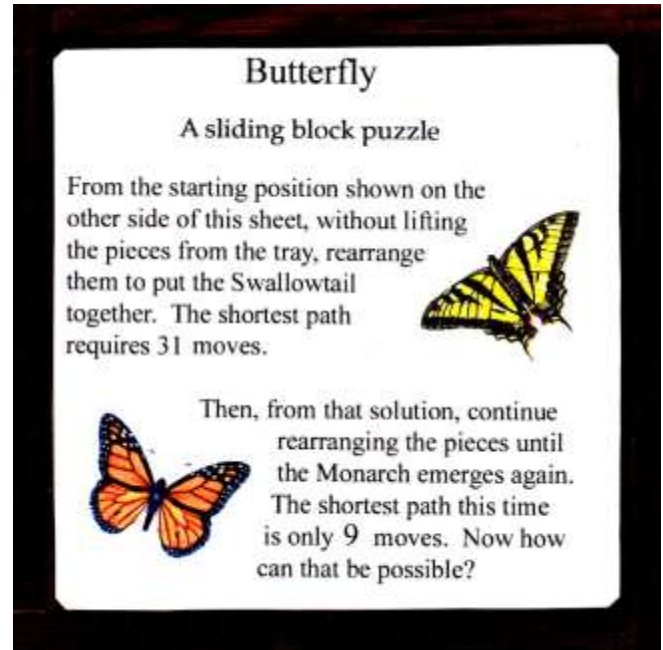 Butterfly
A sliding block puzzle
From the starting position shown on the
other side of this sheet, without lifting
the pieces from the tray, rearrange
them to put the Swallowtail
together. The shortest path
requires 31 moves.
Then, from that solution, continue
rearranging the pieces until
the Monarch emerges again.
The shortest path this time
is only 9 moves. Now how
can that be possible?